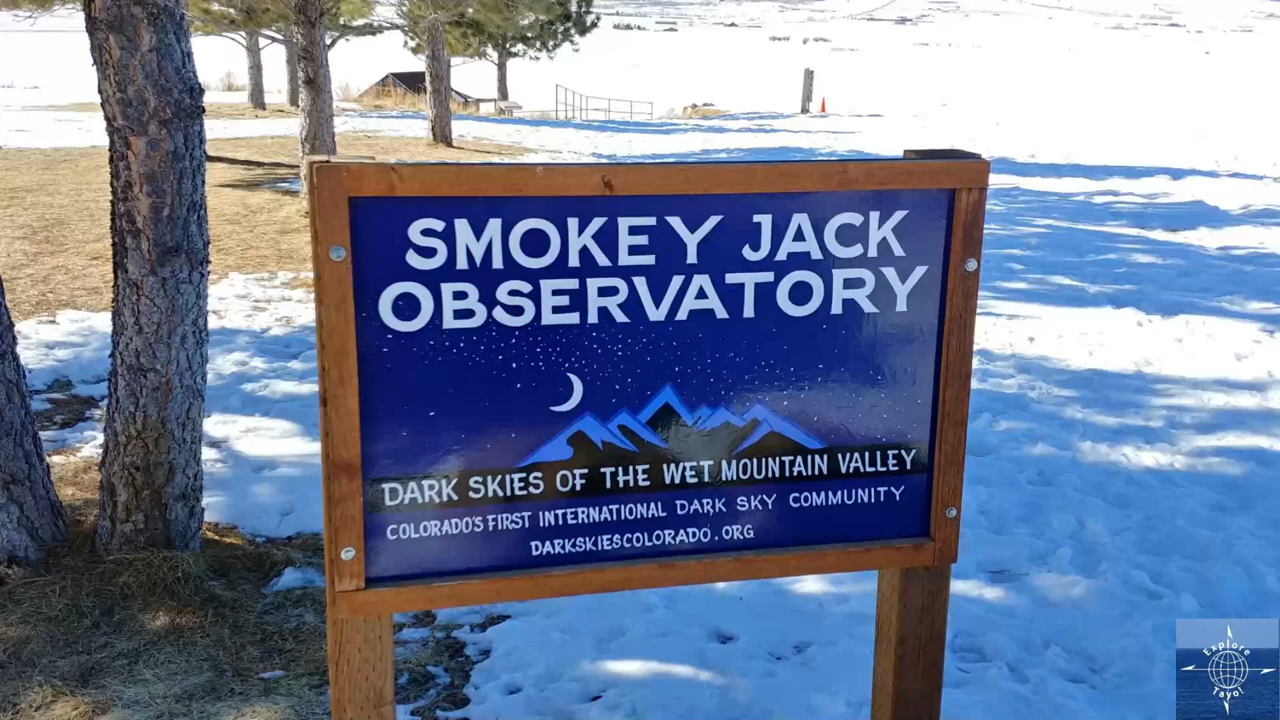 SMOKEY JACK
OBSERVATORY
DARK SKIES OF THE WET MOUNTAIN VALLEY
COLORADO'S FIRST INTERNATIONAL DARK SKY COMMUNITY
DARKSKIESCOLORADO.ORG
Explore
Tayo!